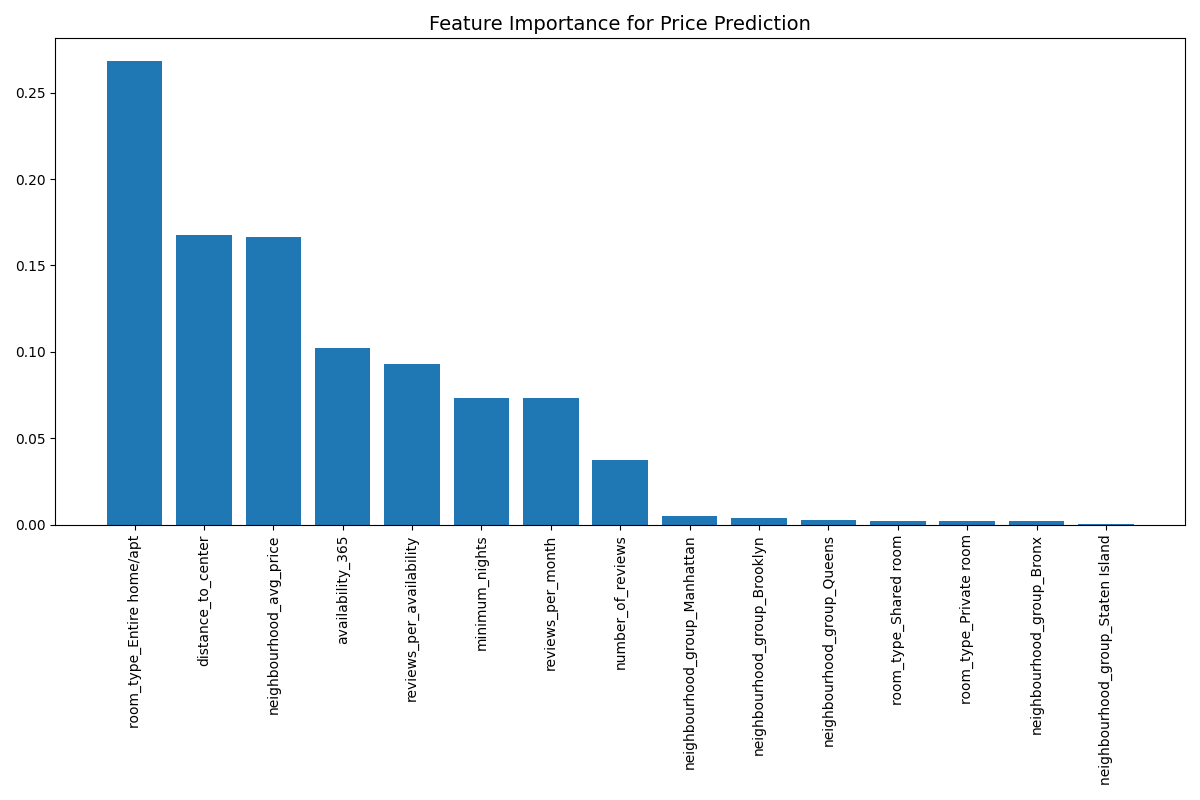 Feature Importance for Price Prediction
0.25
0.20
0.15
0.10
0.05
0.00
room_type_Entire home/apt
distance_to_center
neighbourhood_avg_price
availability_365
reviews_per_availability
minimum_nights
reviews_per_month
number_of_reviews
neighbourhood_group_Manhattan
neighbourhood_group_Brooklyn
neighbourhood_group_Queens
room_type_Shared room
room_type_Private room
neighbourhood_group_Bronx
neighbourhood_group_Staten Island